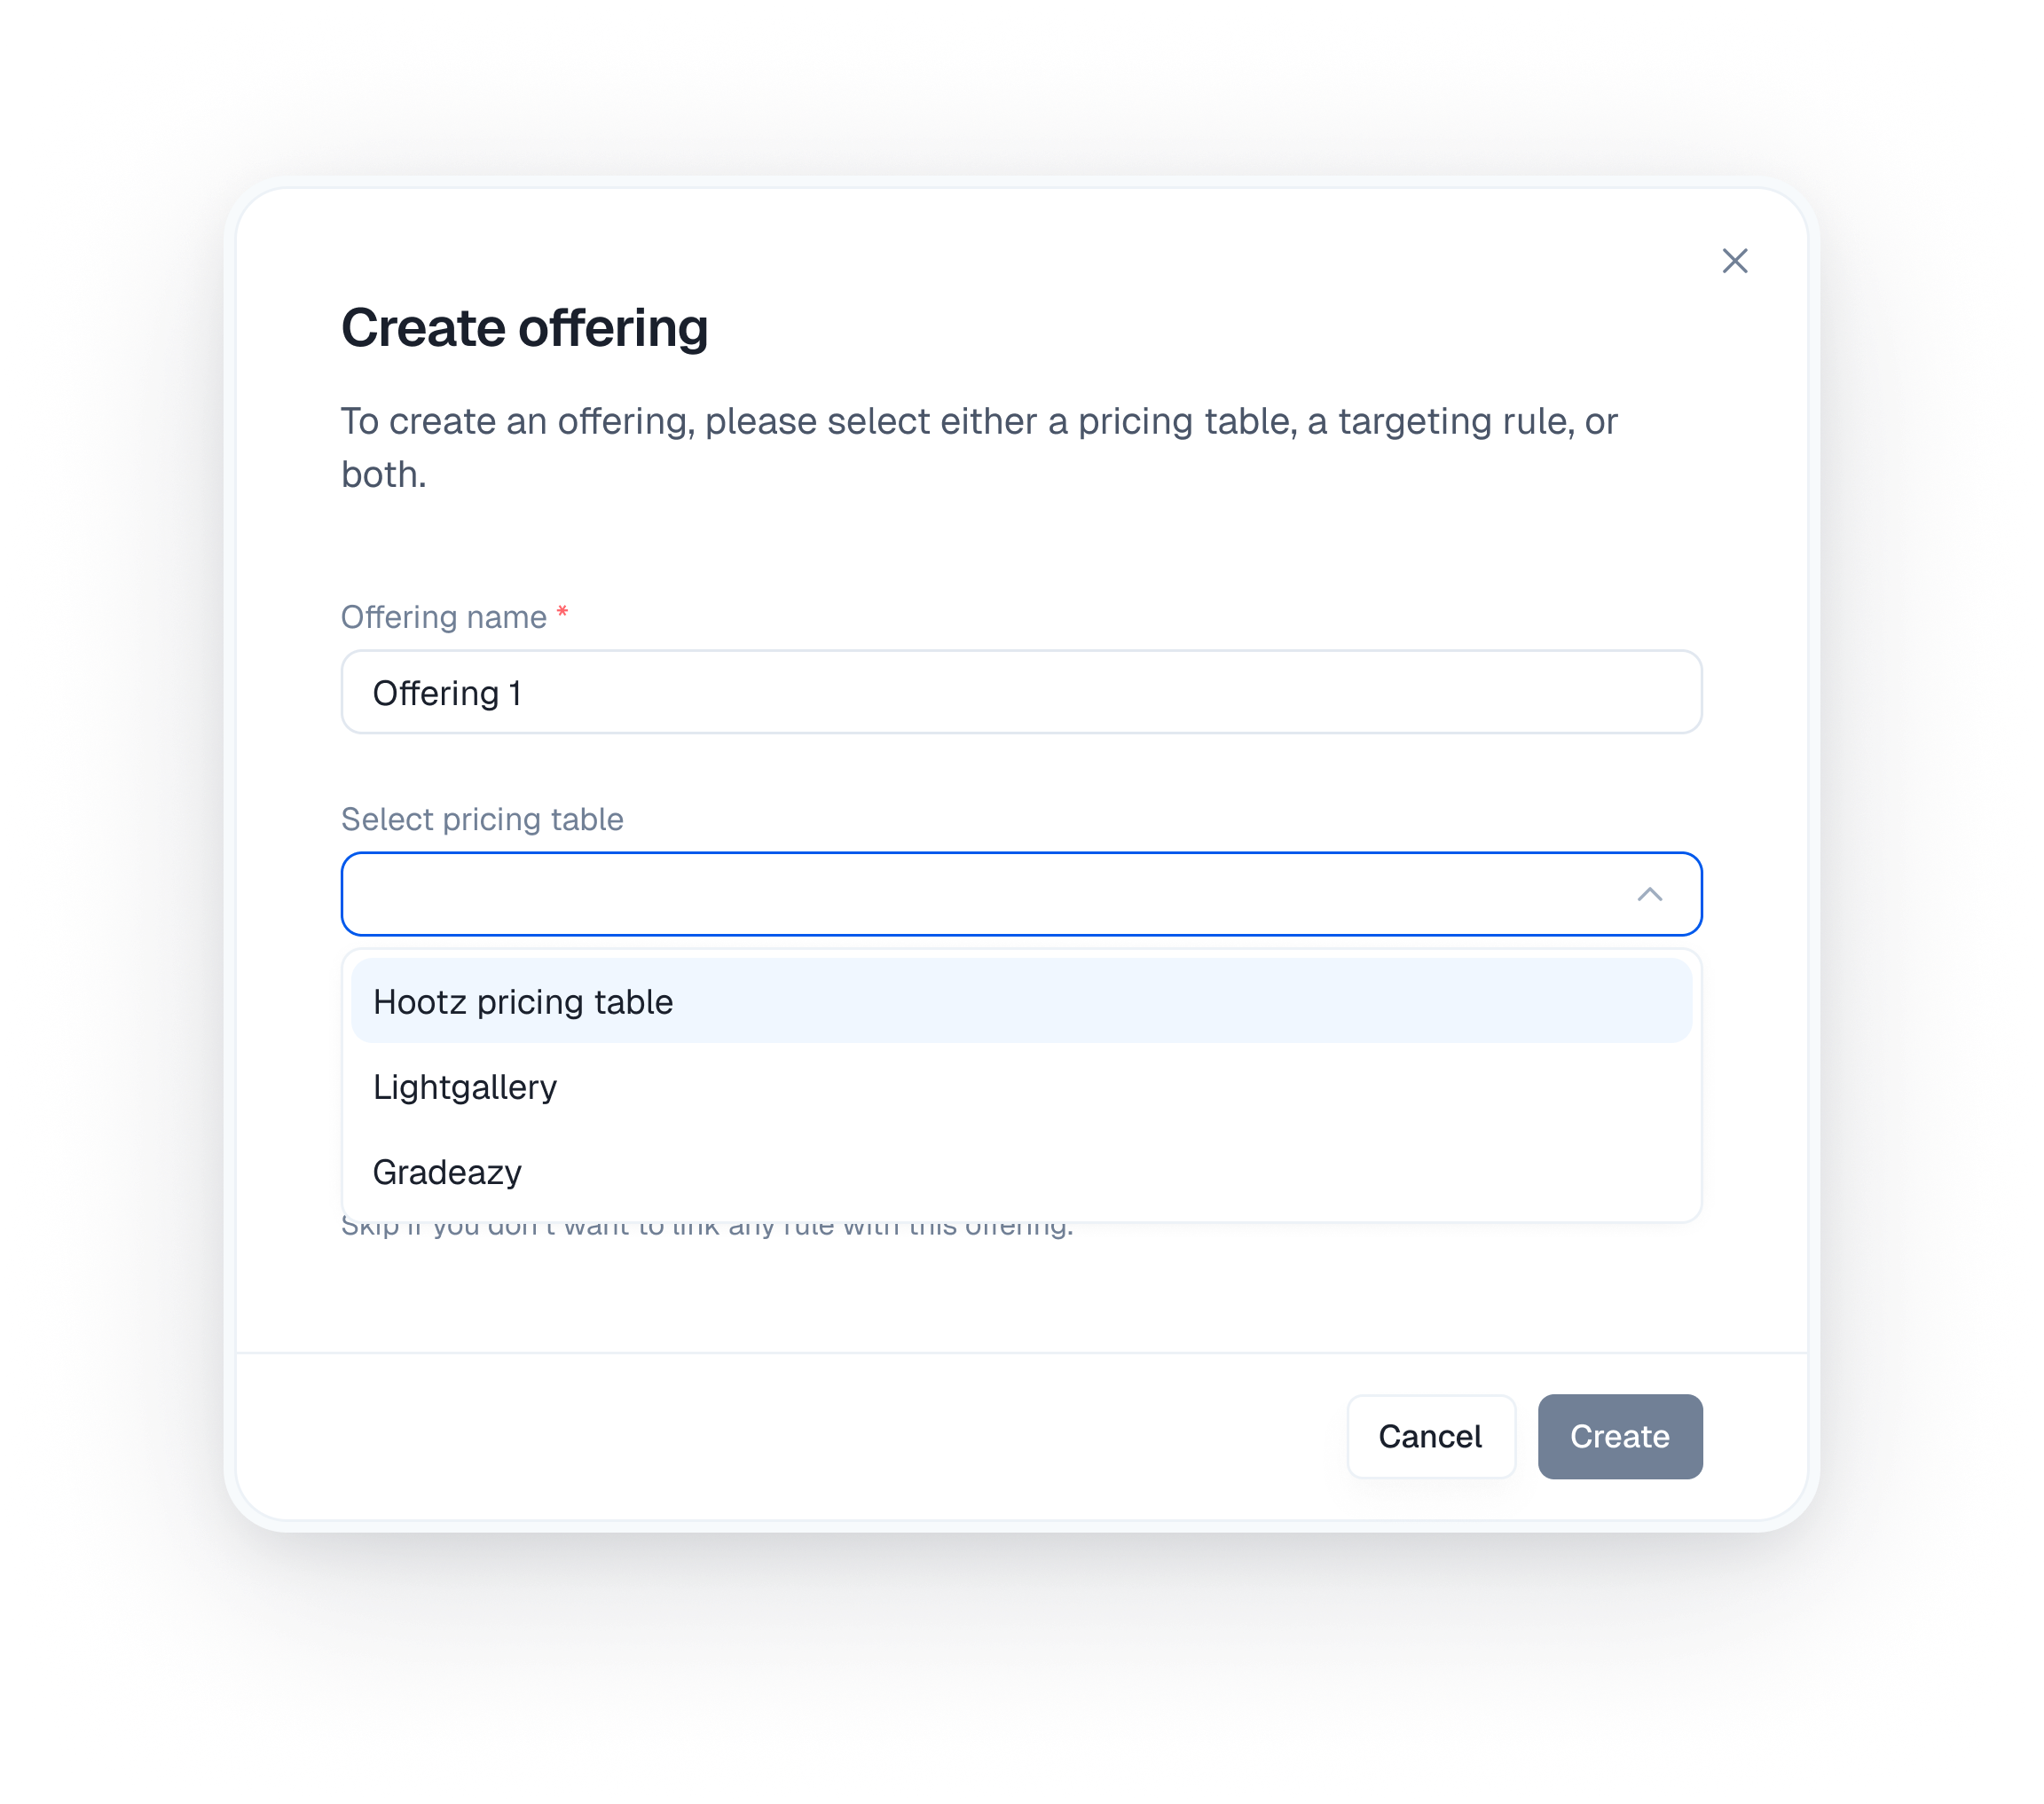 Create offering
To create an offering, please select either a pricing table, a targeting rule, or
both.
Offering name *
Offering 1
Select pricing table
Hootz pricing table
Lightgallery
Gradeazy
Skip if you don't want to link any rule with this offering.
Cancel
Create